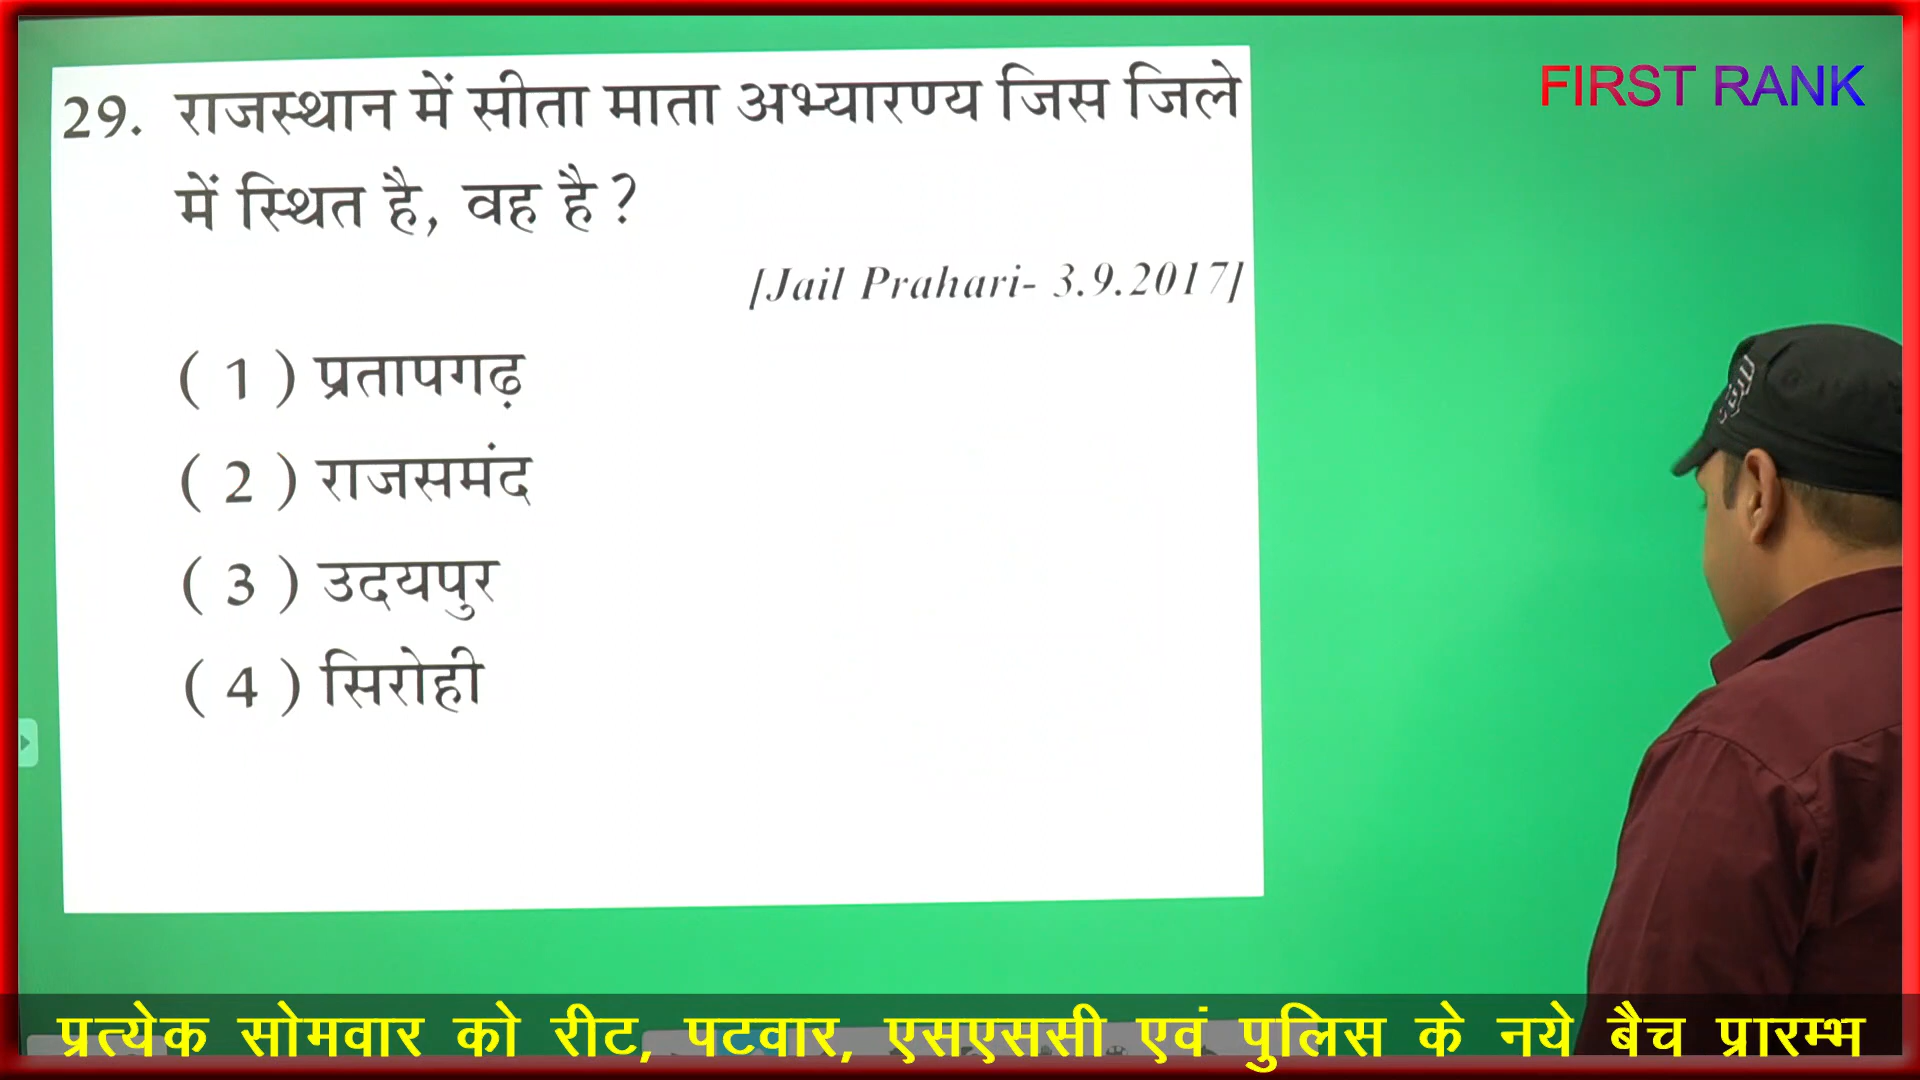 FIRST RANK
29. राजस्थान में सीता माता अभ्यारण्य जिस जिले
में स्थित है, वह है ?
[Jail Prahari- 3.9.2017]
( 1 ) प्रतापगढ़
( 2 ) राजसमंद
( 3 ) उदयपुर
( 4 ) सिरोही
प्रत्येक सोमवार को रीट, पटवार, एसएससी एवं पुलिस के नये बैच प्रारम्भ